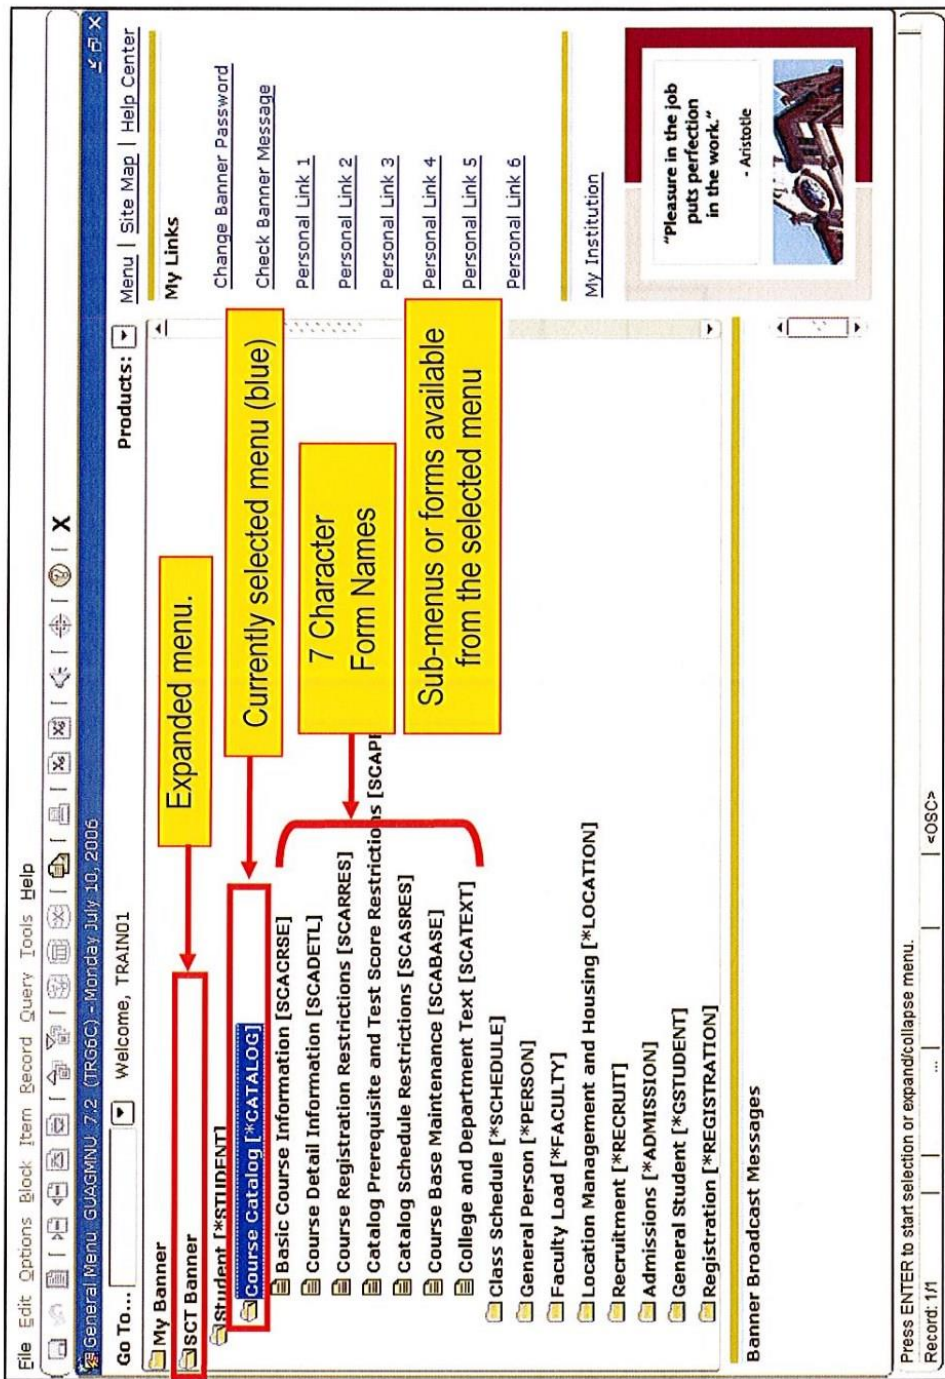 File Edit Options Block Item Record Query Tools Help
General Menu GUAGMNU 7.2 (TRG6C) - Monday July 10, 2006
Go To... Welcome, TRAIN01 Products:
Menu | Site Map | Help Center
My Banner
SCT Banner
Student [*STUDENT]
Course Catalog [*CATALOG]
Basic Course Information [SCACRSE]
Course Detail Information [SCADETL]
Course Registration Restrictions [SCARRES]
Catalog Prerequisite and Test Score Restrictions [SCAPR
Catalog Schedule Restrictions [SCASRES]
Course Base Maintenance [SCABASE]
College and Department Text [SCATEXT]
Class Schedule [*SCHEDULE]
General Person [*PERSON]
Faculty Load [*FACULTY]
Location Management and Housing [*LOCATION]
Recruitment [*RECRUIT]
Admissions [*ADMISSION]
General Student [*GSTUDENT]
Registration [*REGISTRATION]
Expanded menu.
Currently selected menu (blue)
7 Character
Form Names
Sub-menus or forms available
from the selected menu
My Links
Change Banner Password
Check Banner Message
Personal Link 1
Personal Link 2
Personal Link 3
Personal Link 4
Personal Link 5
Personal Link 6
My Institution
"Pleasure in the job
puts perfection
in the work."
- Aristotle
Banner Broadcast Messages
Press ENTER to start selection or expand/collapse menu.
Record: 1/1 ... <OSC>